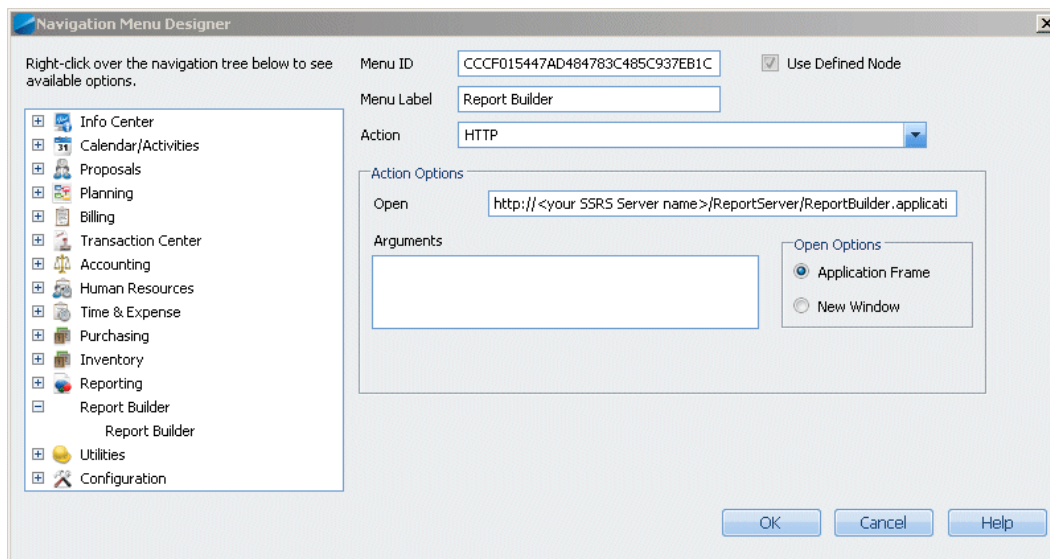 Navigation Menu Designer
Right-click over the navigation tree below to see
available options.
Info Center
31 Calendar/Activities
Proposals
Planning
Billing
Transaction Center
Accounting
Human Resources
Time & Expense
Purchasing
Inventory
Reporting
Report Builder
Report Builder
Utilities
Configuration
Menu ID CCCF015447AD484783C485C937EB1C
Use Defined Node
Menu Label Report Builder
Action HTTP
Action Options
Open http://<your SSRS Server name>/ReportServer/ReportBuilder.applicati
Arguments
Open Options
Application Frame
New Window
OK Cancel Help